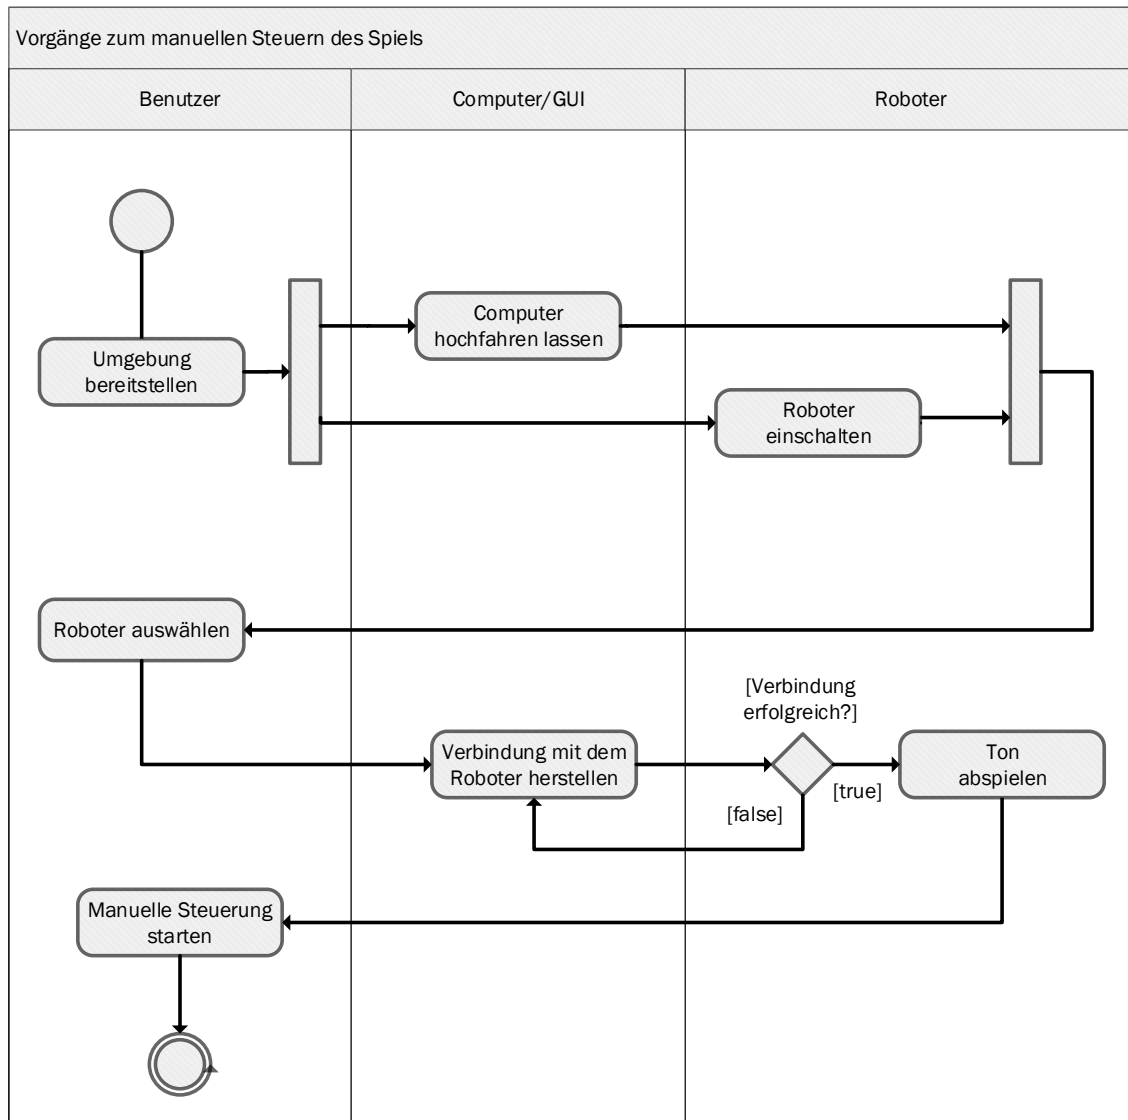 Vorgänge zum manuellen Steuern des Spiels
Benutzer
Computer/GUI
Roboter
Computer
hochfahren lassen
Umgebung
bereitstellen
Roboter
einschalten
Roboter auswählen
[Verbindung
erfolgreich?]
Verbindung mit dem
Roboter herstellen
Ton
abspielen
[true]
[false]
Manuelle Steuerung
starten